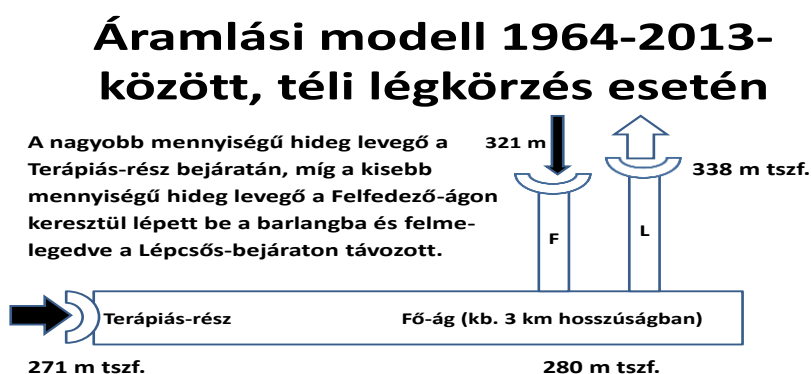 Áramlási modell 1964-2013-
között, téli légkörzés esetén
A nagyobb mennyiségű hideg levegő a
Terápiás-rész bejáratán, míg a kisebb
mennyiségű hideg levegő a Felfedező-ágon
keresztül lépett be a barlangba és felme-
legedve a Lépcsős-bejáraton távozott.
321 m
338 m tszf.
F
L
Terápiás-rész
Fő-ág (kb. 3 km hosszúságban)
271 m tszf.
280 m tszf.